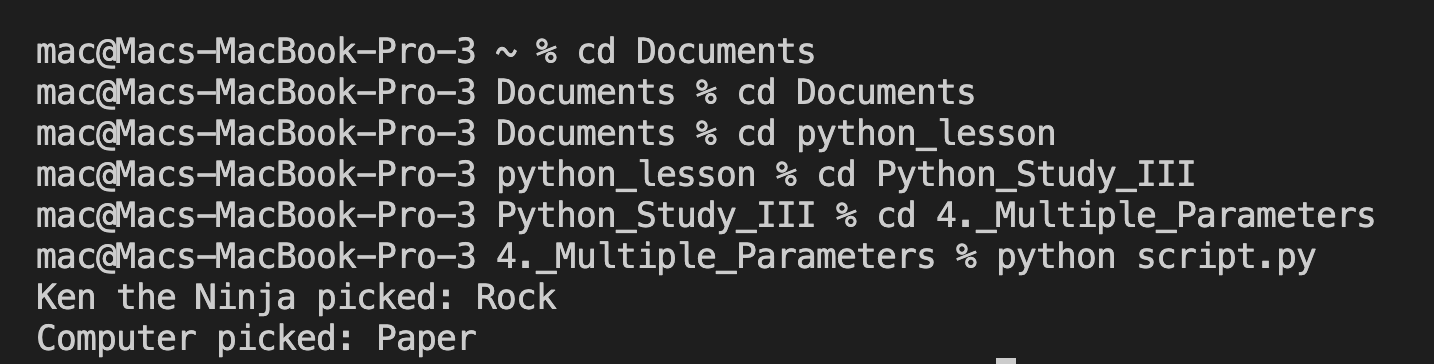 mac@Macs-MacBook-Pro-3 ~ % cd Documents
mac@Macs-MacBook-Pro-3 Documents % cd Documents
mac@Macs-MacBook-Pro-3 Documents % cd python_lesson
mac@Macs-MacBook-Pro-3 python_lesson % cd Python_Study_III
mac@Macs-MacBook-Pro-3 Python_Study_III % cd 4._Multiple_Parameters
mac@Macs-MacBook-Pro-3 4._Multiple_Parameters % python script.py
Ken the Ninja picked: Rock
Computer picked: Paper